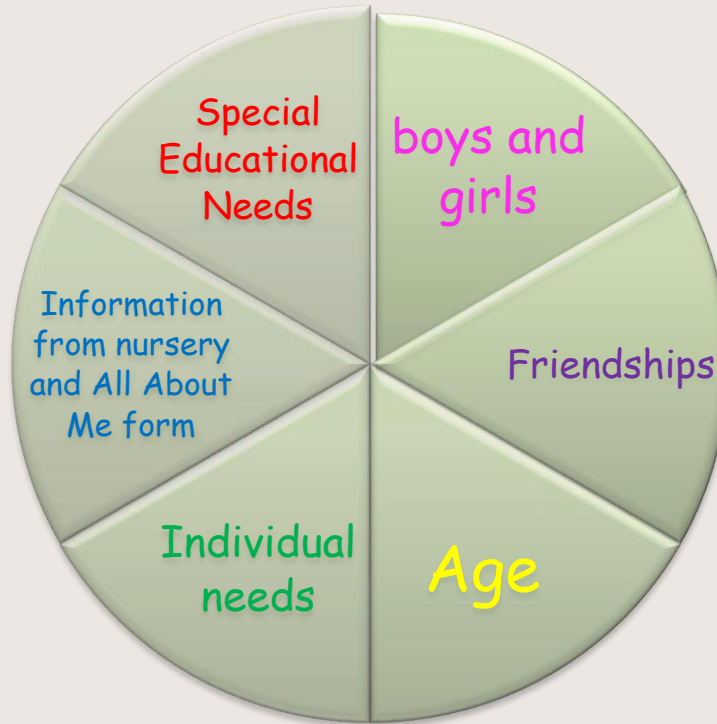 Special
Educational
Needs
boys and
girls
Information
from nursery
and All About
Me form
Friendships
Individual
needs
Age